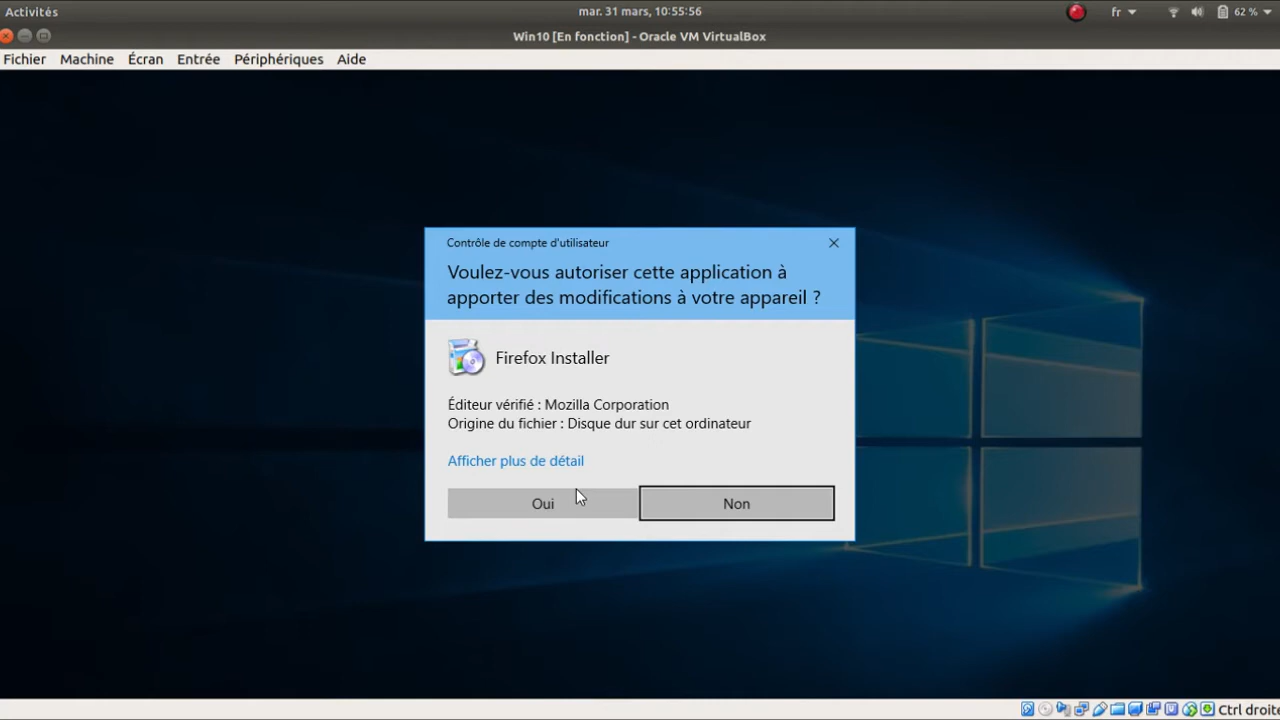 Activités
mar. 31 mars, 10:55:56
fr
62 %
Win10 [En fonction] - Oracle VM VirtualBox
Fichier Machine Écran Entrée Périphériques Aide
Contrôle de compte d'utilisateur
Voulez-vous autoriser cette application à
apporter des modifications à votre appareil ?
Firefox Installer
Éditeur vérifié : Mozilla Corporation
Origine du fichier : Disque dur sur cet ordinateur
Afficher plus de détail
Oui
Non
Ctrl droite